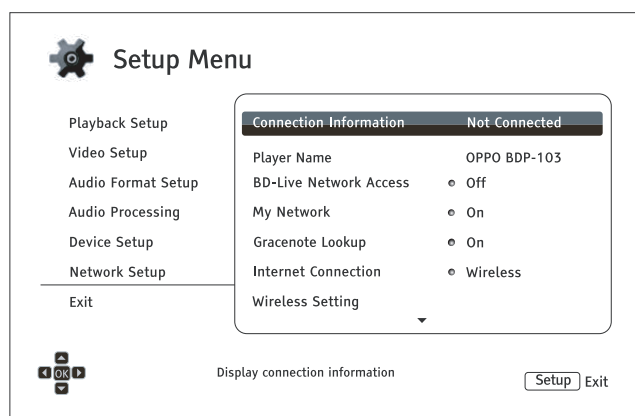 Setup Menu
Playback Setup
Video Setup
Audio Format Setup
Audio Processing
Device Setup
Network Setup
Exit
Connection Information Not Connected
Player Name OPPO BDP-103
BD-Live Network Access Off
My Network On
Gracenote Lookup On
Internet Connection Wireless
Wireless Setting
OK
Display connection information
Setup Exit